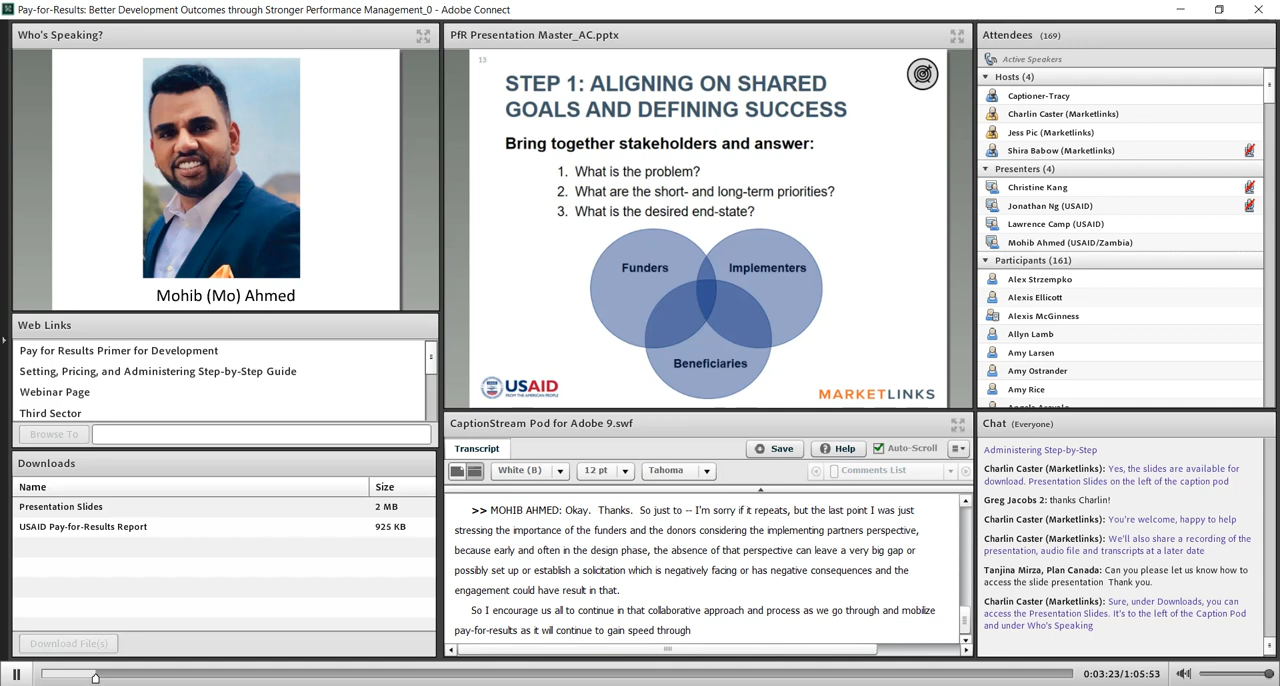 Pay-for-Results: Better Development Outcomes through Stronger Performance Management_0 - Adobe Connect
Who's Speaking?
Mohib (Mo) Ahmed
Web Links
Pay for Results Primer for Development
Setting, Pricing, and Administering Step-by-Step Guide
Webinar Page
Third Sector
Browse To
Downloads
Name Size
Presentation Slides 2 MB
USAID Pay-for-Results Report 925 KB
Download File(s)
PfR Presentation Master_AC.pptx
13
STEP 1: ALIGNING ON SHARED
GOALS AND DEFINING SUCCESS
Bring together stakeholders and answer:
1. What is the problem?
2. What are the short- and long-term priorities?
3. What is the desired end-state?
Funders
Implementers
Beneficiaries
USAID
FROM THE AMERICAN PEOPLE
MARKETLINKS
CaptionStream Pod for Adobe 9.swf
Transcript
Save
Help
Auto-Scroll
White (B)
12 pt
Tahoma
Comments List
>> MOHIB AHMED: Okay. Thanks. So just to -- I'm sorry if it repeats, but the last point I was just
stressing the importance of the funders and the donors considering the implementing partners perspective,
because early and often in the design phase, the absence of that perspective can leave a very big gap or
possibly set up or establish a solicitation which is negatively facing or has negative consequences and the
engagement could have result in that.
So I encourage us all to continue in that collaborative approach and process as we go through and mobilize
pay-for-results as it will continue to gain speed through
Attendees (169)
Active Speakers
Hosts (4)
Captioner-Tracy
Charlin Caster (Marketlinks)
Jess Pic (Marketlinks)
Shira Babow (Marketlinks)
Presenters (4)
Christine Kang
Jonathan Ng (USAID)
Lawrence Camp (USAID)
Mohib Ahmed (USAID/Zambia)
Participants (161)
Alex Strzempko
Alexis Ellicott
Alexis McGinness
Allyn Lamb
Amy Larsen
Amy Ostrander
Amy Rice
Chat (Everyone)
Administering Step-by-Step
Charlin Caster (Marketlinks): Yes, the slides are available for
download. Presentation Slides on the left of the caption pod
Greg Jacobs 2: thanks Charlin!
Charlin Caster (Marketlinks): You're welcome, happy to help
Charlin Caster (Marketlinks): We'll also share a recording of the
presentation, audio file and transcripts at a later date
Tanjina Mirza, Plan Canada: Can you please let us know how to
access the slide presentation Thank you.
Charlin Caster (Marketlinks): Sure, under Downloads, you can
access the Presentation Slides. It's to the left of the Caption Pod
and under Who's Speaking
0:03:23/1:05:53